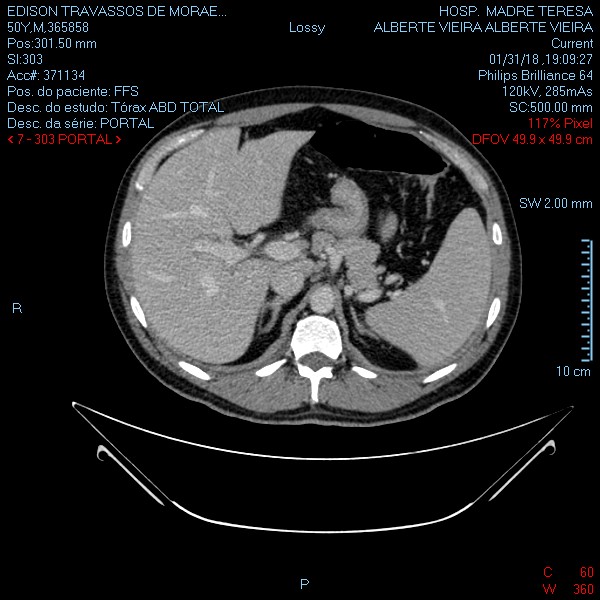 EDISON TRAVASSOS DE MORAE...
50Y,M,365858
Pos:301.50 mm
Sl:303
Acc#: 371134
Pos. do paciente: FFS
Desc. do estudo: Tórax ABD TOTAL
Desc. da série: PORTAL
< 7 - 303 PORTAL >
Lossy
HOSP. MADRE TERESA
ALBERTE VIEIRA ALBERTE VIEIRA
Current
01/31/18 ,19:09:27
Philips Brilliance 64
120kV, 285mAs
SC:500.00 mm
117% Pixel
DFOV 49.9 x 49.9 cm
SW 2.00 mm
R
10 cm
P
C 60
W 360